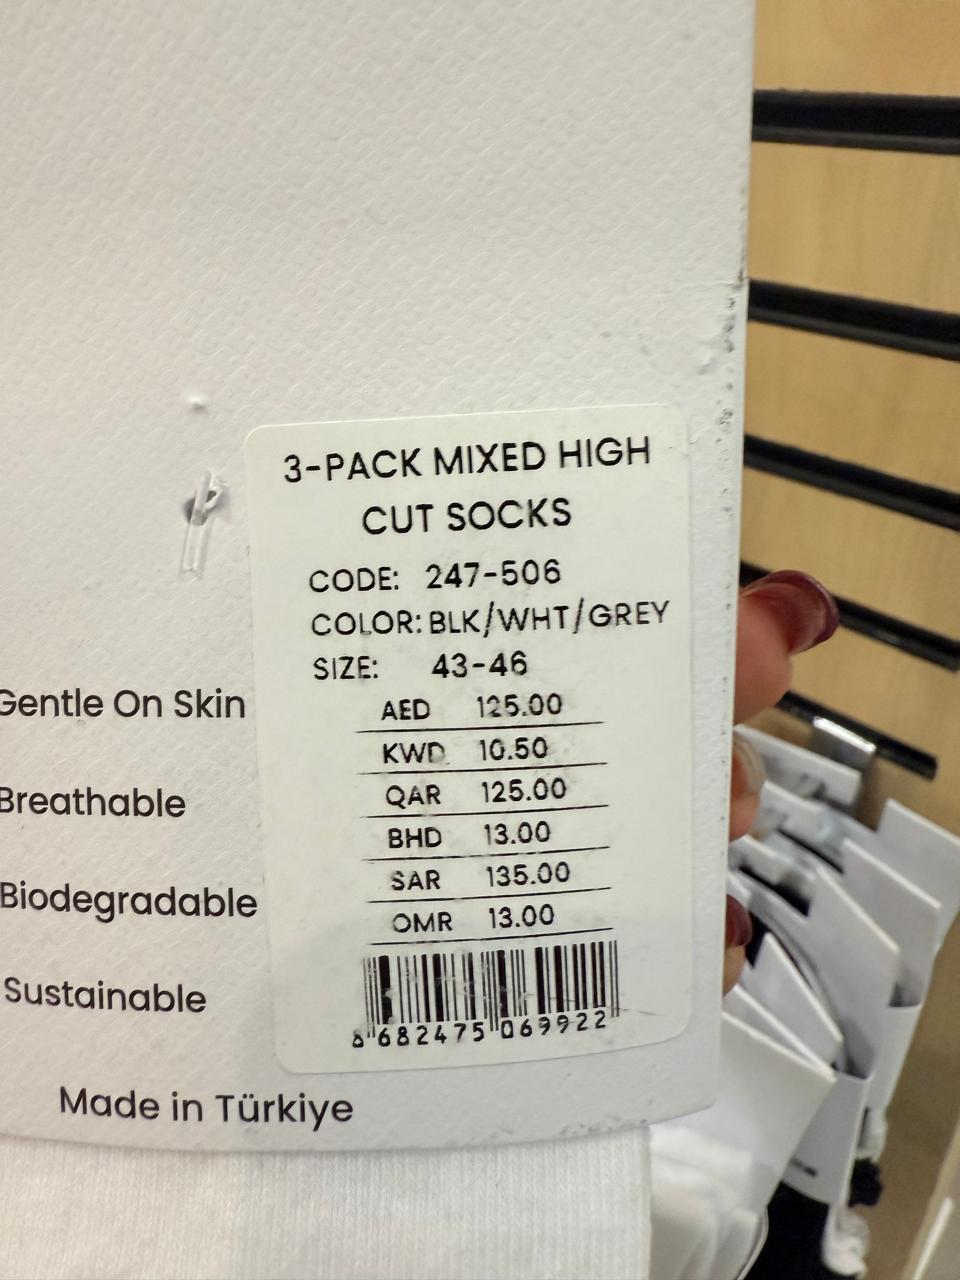 3-PACK MIXED HIGH
CUT SOCKS
CODE: 247-506
COLOR: BLK/WHT/GREY
SIZE: 43-46
AED 125.00
KWD 10.50
QAR 125.00
BHD 13.00
SAR 135.00
OMR 13.00
8 682475 069922
Gentle On Skin
Breathable
Biodegradable
Sustainable
Made in Türkiye